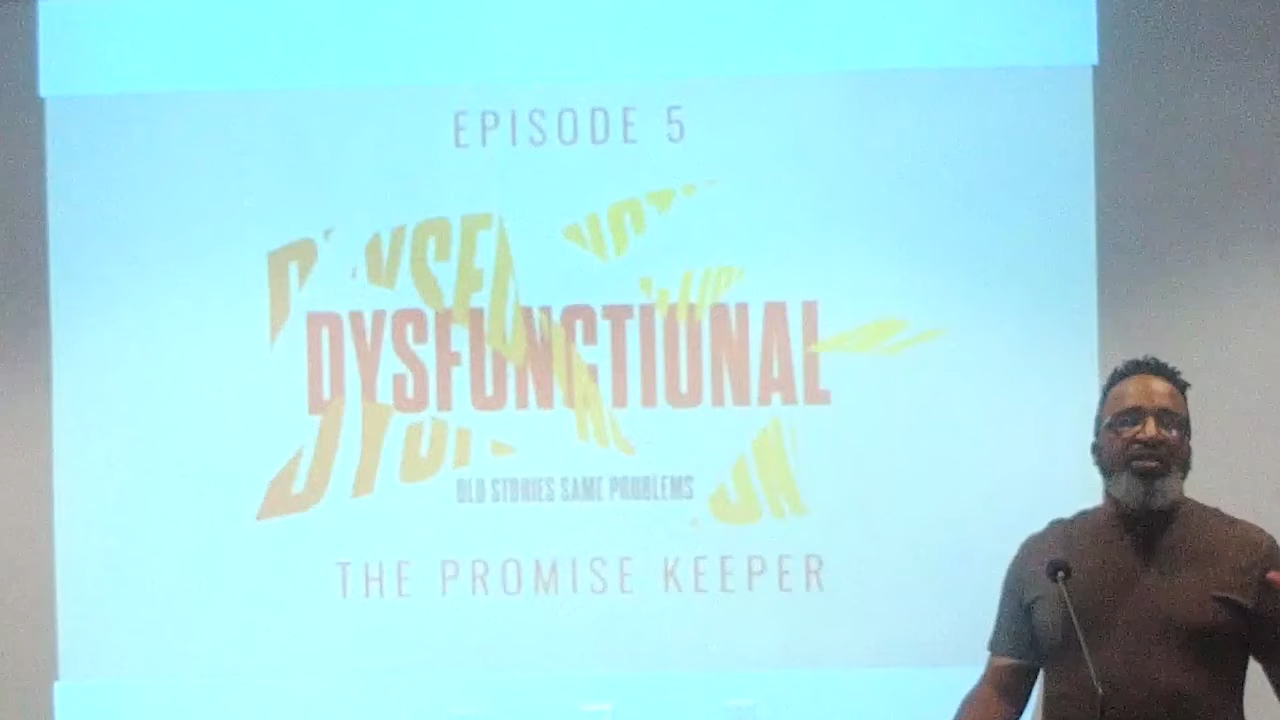 EPISODE 5
DYSFUNCTIONAL
OLD STORIES SAME PROBLEMS
THE PROMISE KEEPER